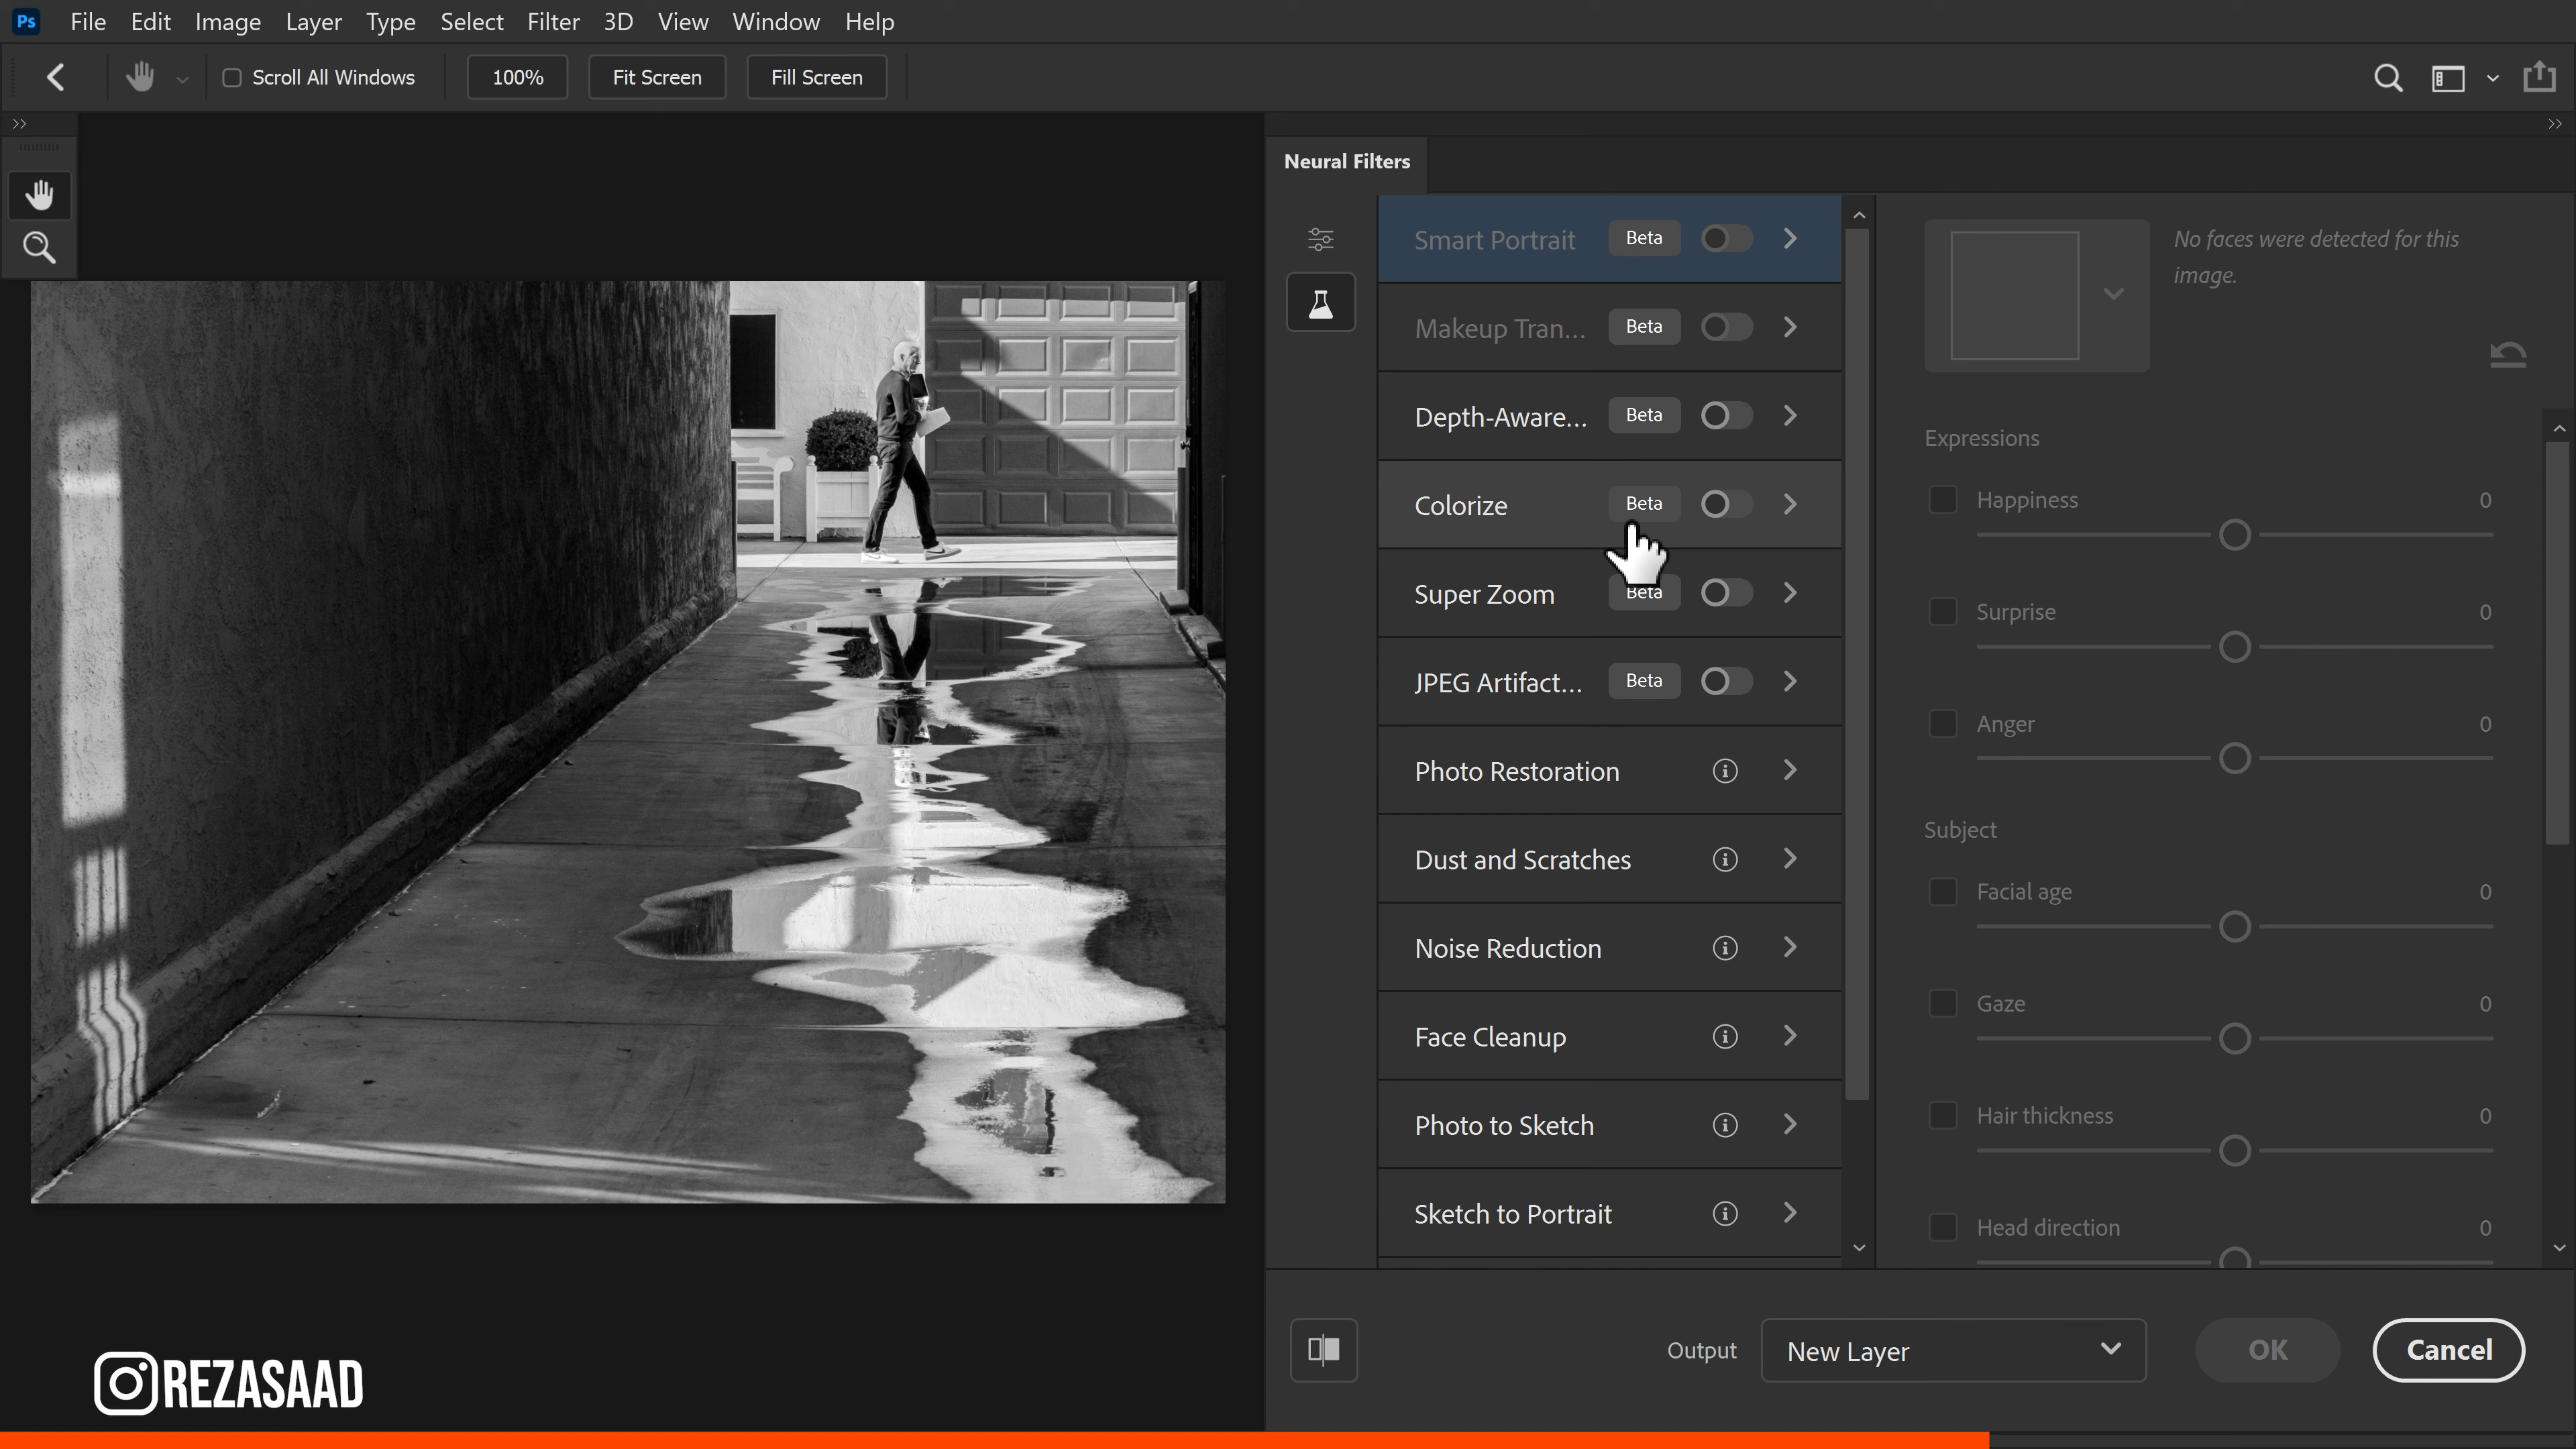 Ps File Edit Image Layer Type Select Filter 3D View Window Help
Scroll All Windows 100% Fit Screen Fill Screen
Neural Filters
Smart Portrait Beta
Makeup Tran... Beta
Depth-Aware... Beta
Colorize Beta
Super Zoom Beta
JPEG Artifact... Beta
Photo Restoration
Dust and Scratches
Noise Reduction
Face Cleanup
Photo to Sketch
Sketch to Portrait
No faces were detected for this
image.
Expressions
Happiness 0
Surprise 0
Anger 0
Subject
Facial age 0
Gaze 0
Hair thickness 0
Head direction 0
Output New Layer OK Cancel
REZASAAD